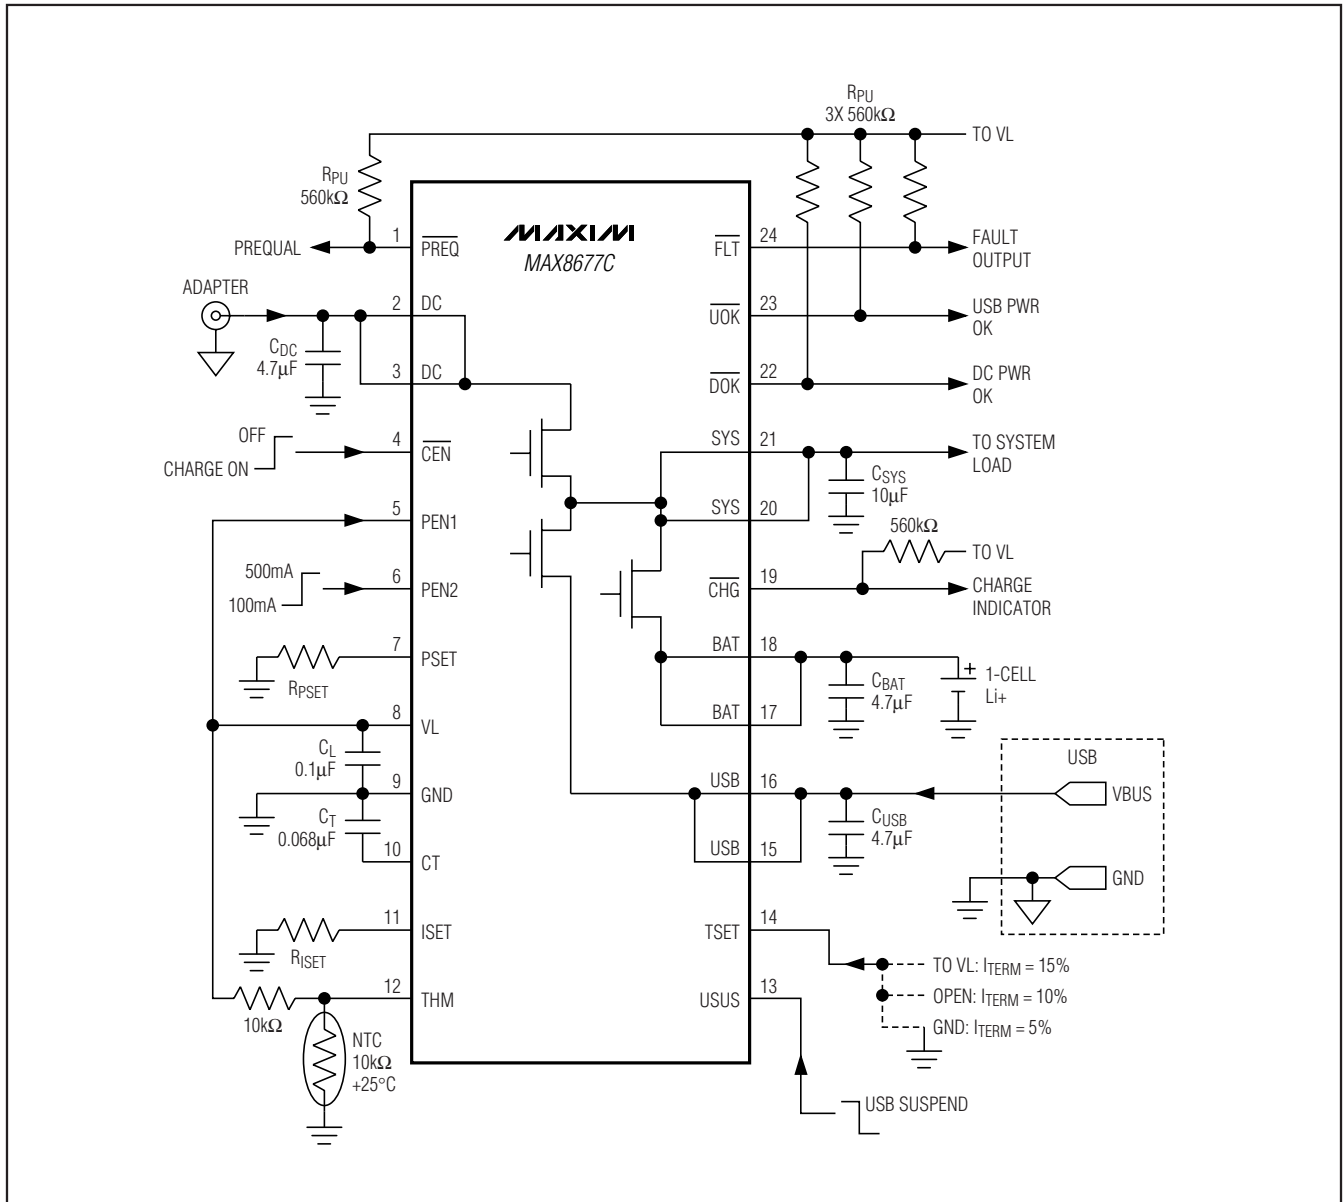 RPU
3X 560kΩ
TO VL
RPU
560kΩ
MAXIM
MAX8677C
PREQUAL
1
PREQ
24
FLT
FAULT
OUTPUT
ADAPTER
2
DC
23
UOK
USB PWR
OK
CDC
4.7µF
3
DC
22
DOK
DC PWR
OK
OFF
CHARGE ON
4
CEN
21
SYS
TO SYSTEM
LOAD
CSYS
10µF
5
PEN1
20
SYS
560kΩ
TO VL
500mA
100mA
6
PEN2
19
CHG
CHARGE
INDICATOR
7
PSET
RPSET
18
BAT
CBAT
4.7µF
+
1-CELL
Li+
8
VL
17
BAT
CL
0.1µF
USB
9
GND
16
USB
VBUS
CT
0.068µF
CUSB
4.7µF
10
CT
15
USB
GND
11
ISET
RISET
14
TSET
TO VL: ITERM = 15%
OPEN: ITERM = 10%
GND: ITERM = 5%
12
THM
13
USUS
10kΩ
NTC
10kΩ
+25°C
USB SUSPEND